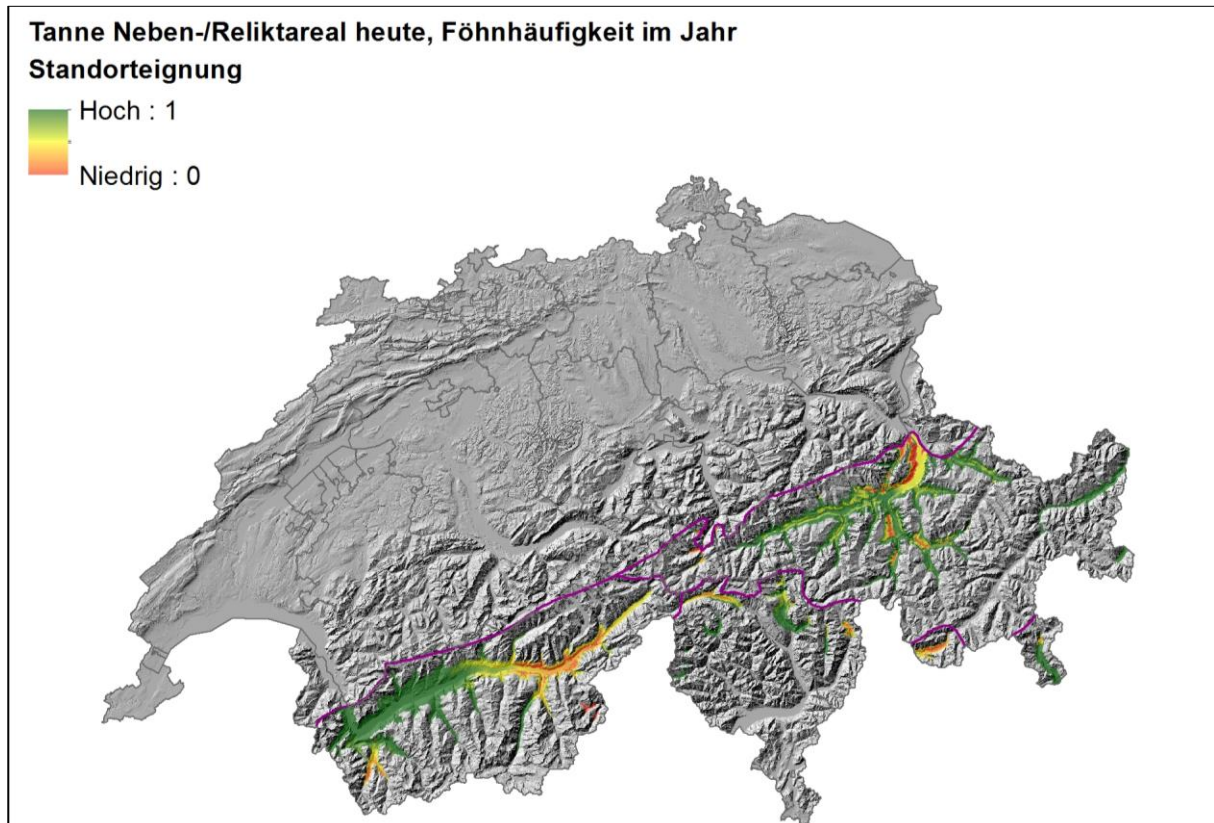 Tanne Neben-/Reliktareal heute, Föhnhäufigkeit im Jahr
Standorteignung
Hoch : 1
Niedrig : 0